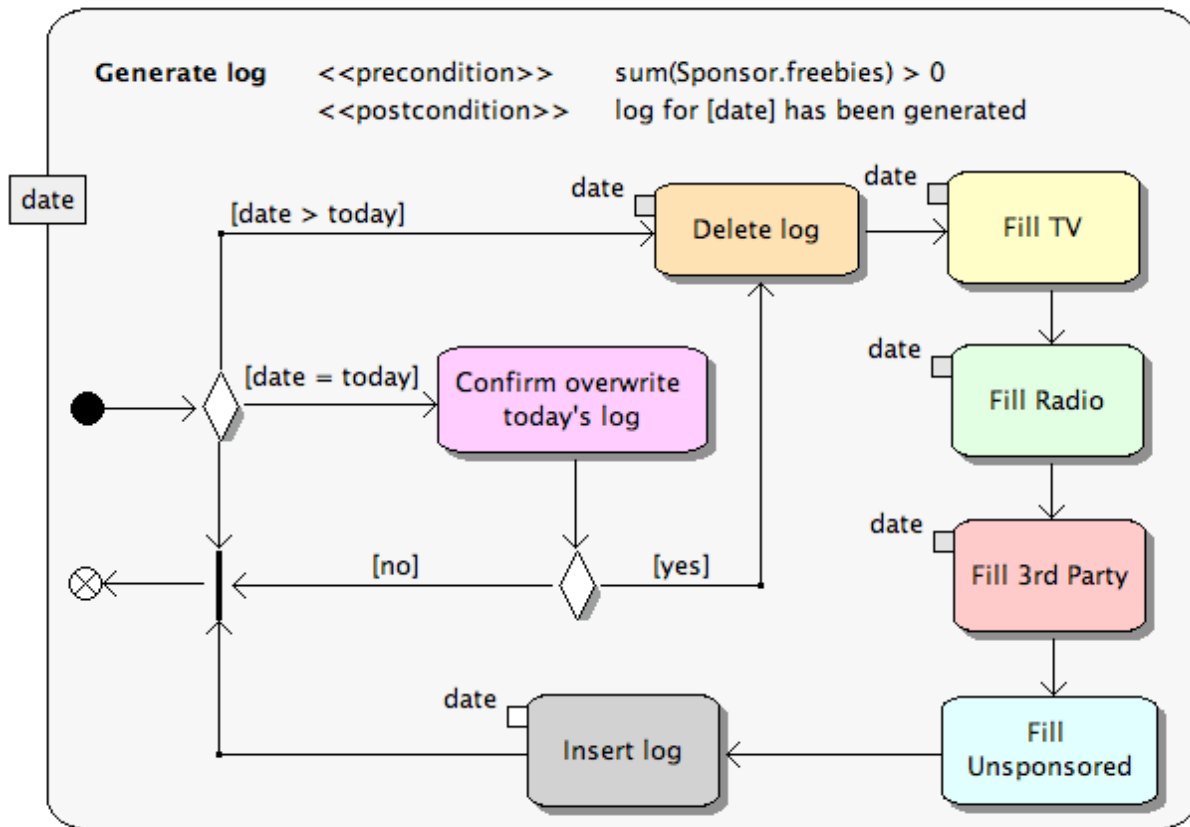 Generate log <<precondition>> sum(Sponsor.freebies) > 0
<<postcondition>> log for [date] has been generated
date
[date > today]
date
Delete log
date
Fill TV
[date = today]
Confirm overwrite
today's log
date
Fill Radio
[no]
[yes]
date
Fill 3rd Party
date
Insert log
Fill
Unsponsored